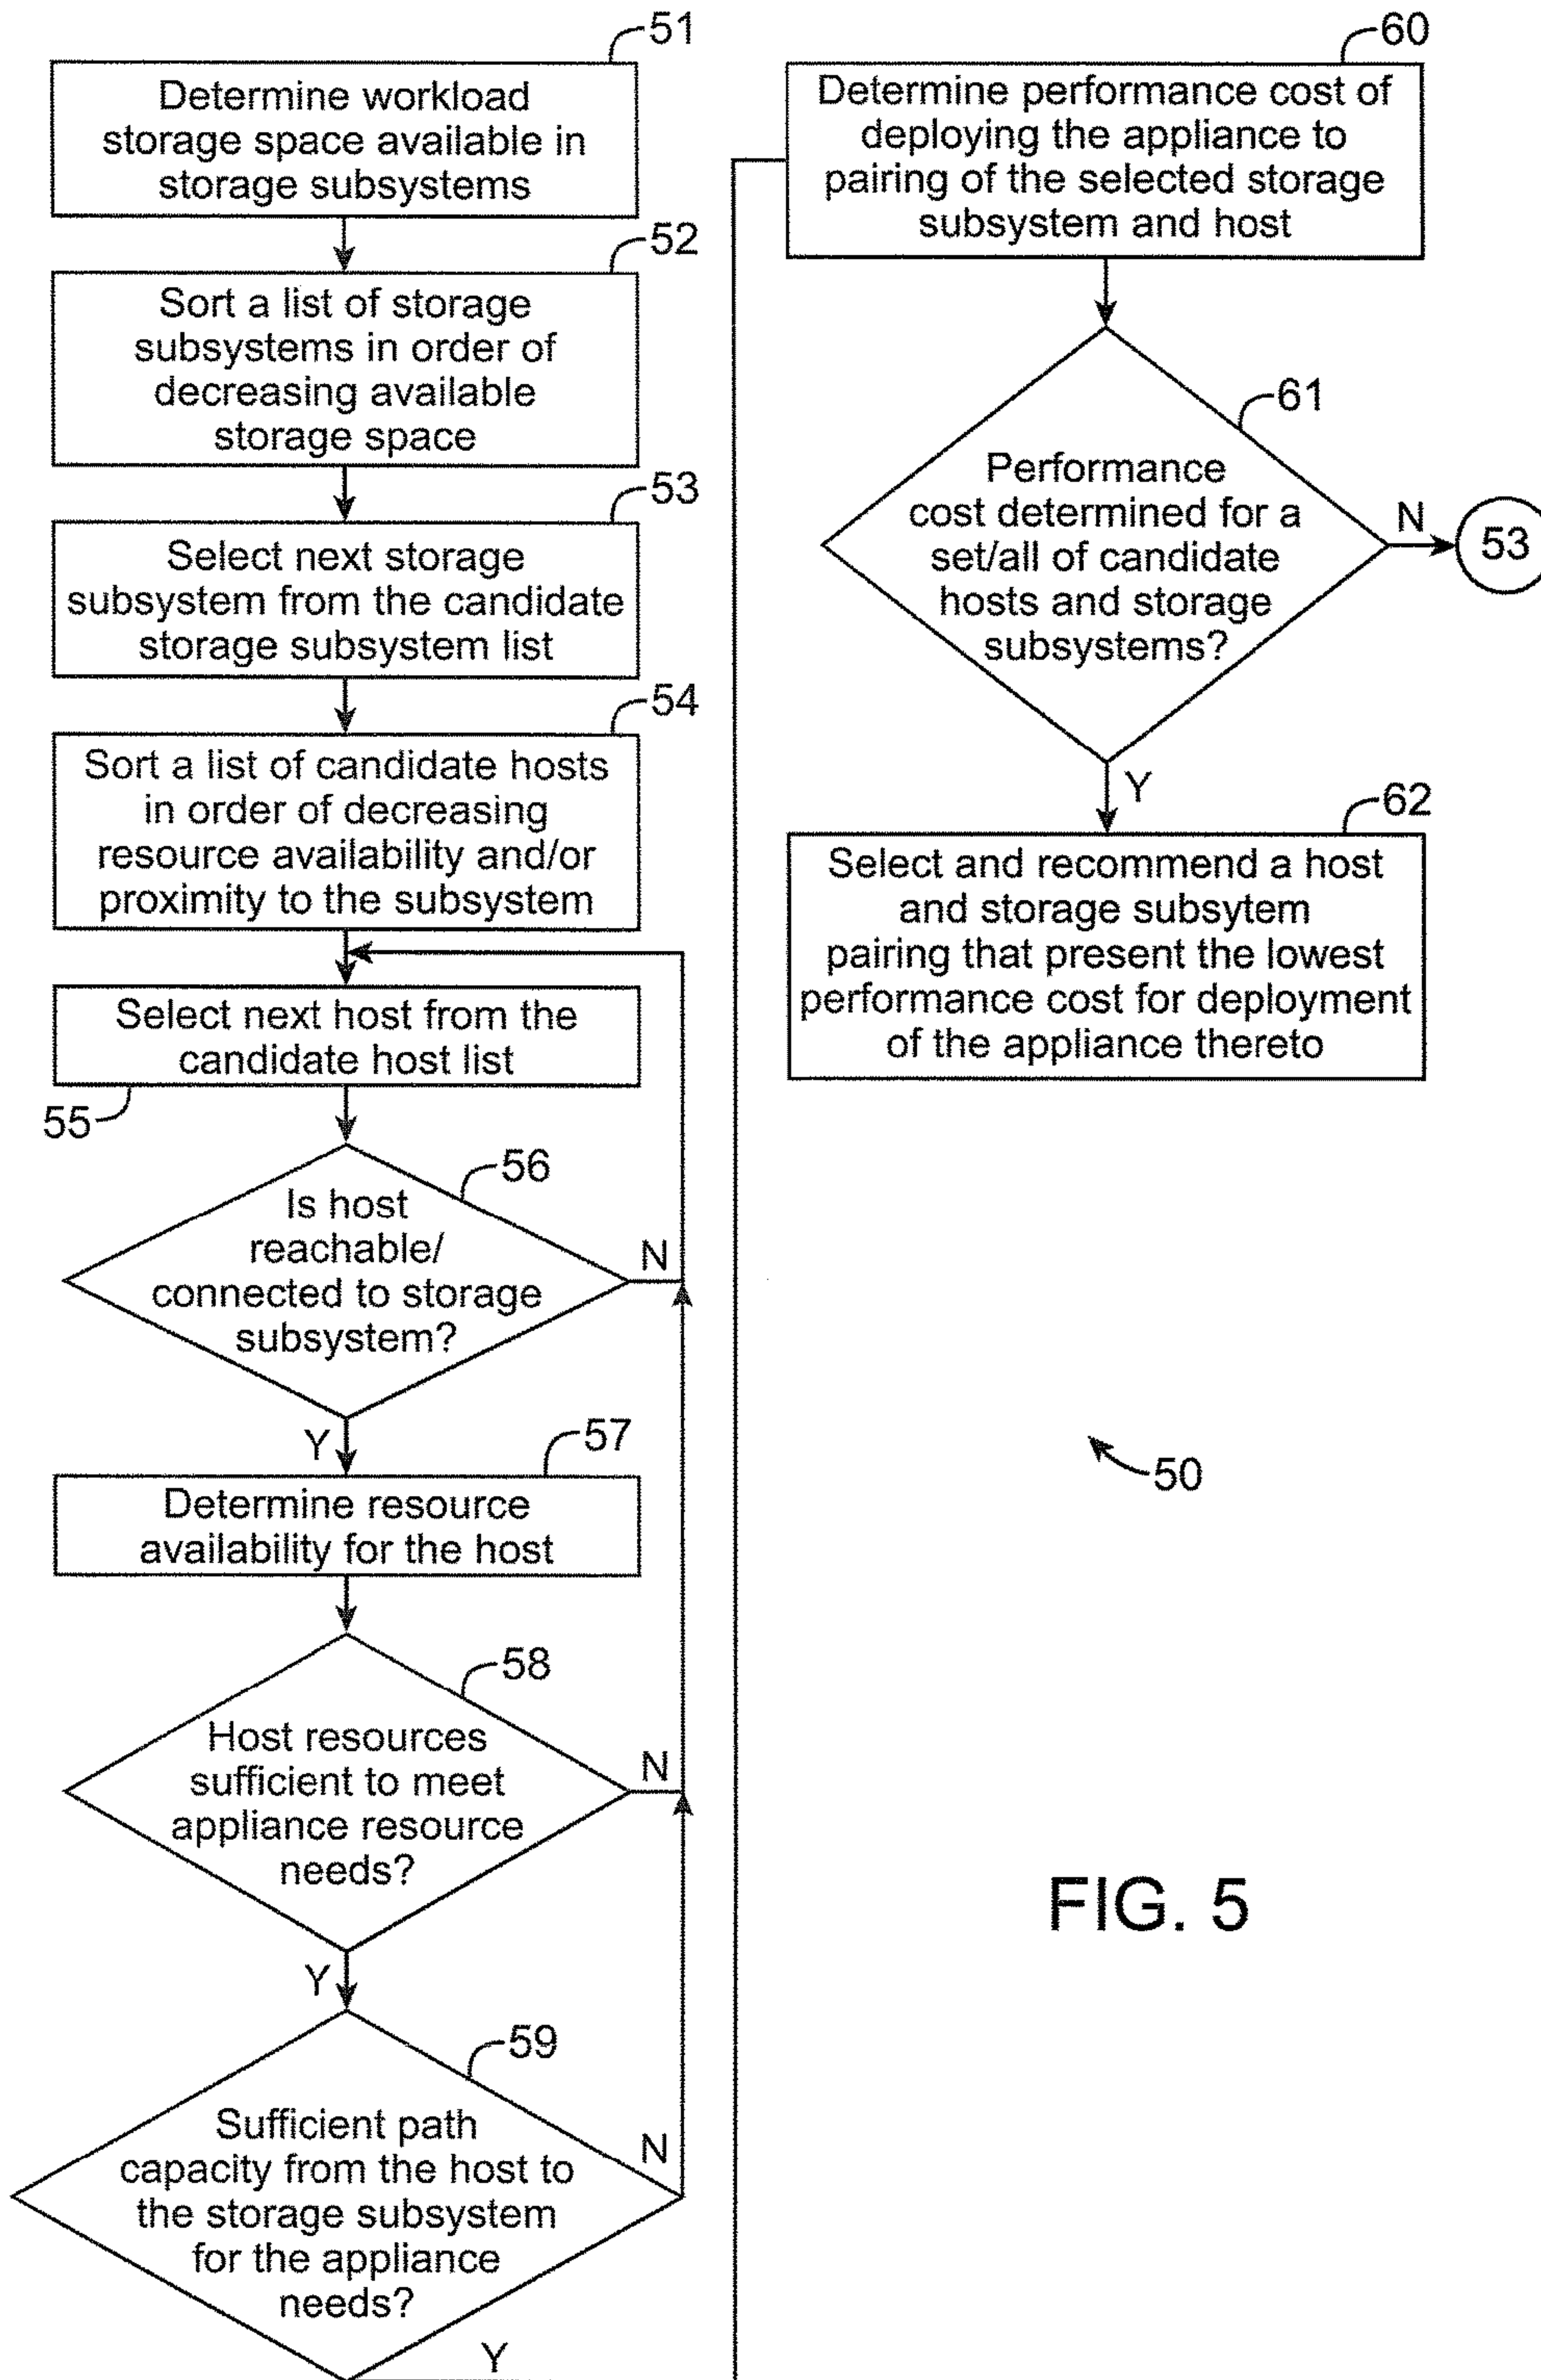 51
Determine workload
storage space available in
storage subsystems
52
Sort a list of storage
subsystems in order of
decreasing available
storage space
53
Select next storage
subsystem from the candidate
storage subsystem list
54
Sort a list of candidate hosts
in order of decreasing
resource availability and/or
proximity to the subsystem
Select next host from the
candidate host list
55
56
Is host
reachable/
connected to storage
subsystem?
N
Y
57
Determine resource
availability for the host
58
Host resources
sufficient to meet
appliance resource
needs?
N
Y
59
Sufficient path
capacity from the host to
the storage subsystem
for the appliance
needs?
N
Y
60
Determine performance cost of
deploying the appliance to
pairing of the selected storage
subsystem and host
61
Performance
cost determined for a
set/all of candidate
hosts and storage
subsystems?
N
53
Y
62
Select and recommend a host
and storage subsytem
pairing that present the lowest
performance cost for deployment
of the appliance thereto
50
FIG. 5